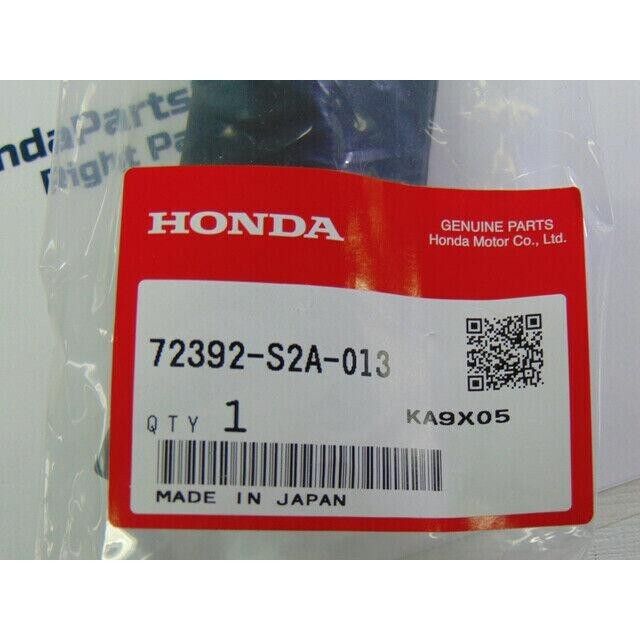 ndaParts
Right Pa
HONDA
GENUINE PARTS
Honda Motor Co., Ltd.
72392-S2A-013
QTY 1
KA9X05
MADE IN JAPAN